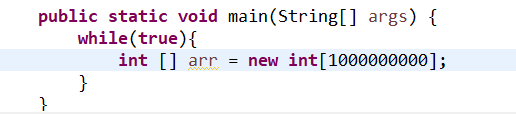 public static void main(String[] args) {
while(true){
int [] arr = new int[1000000000];
}
}